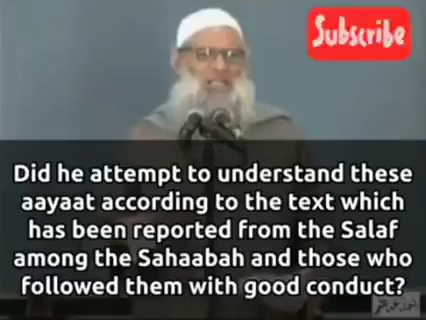 Subscribe
Did he attempt to understand these
aayaat according to the text which
has been reported from the Salaf
among the Sahaabah and those who
followed them with good conduct?